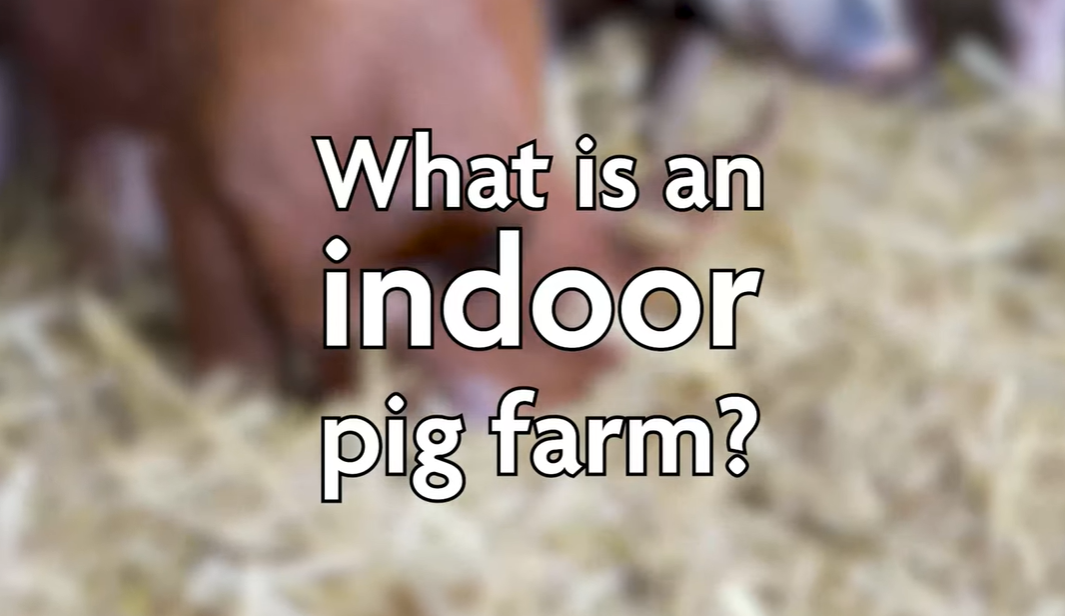 What is an
indoor
pig farm?